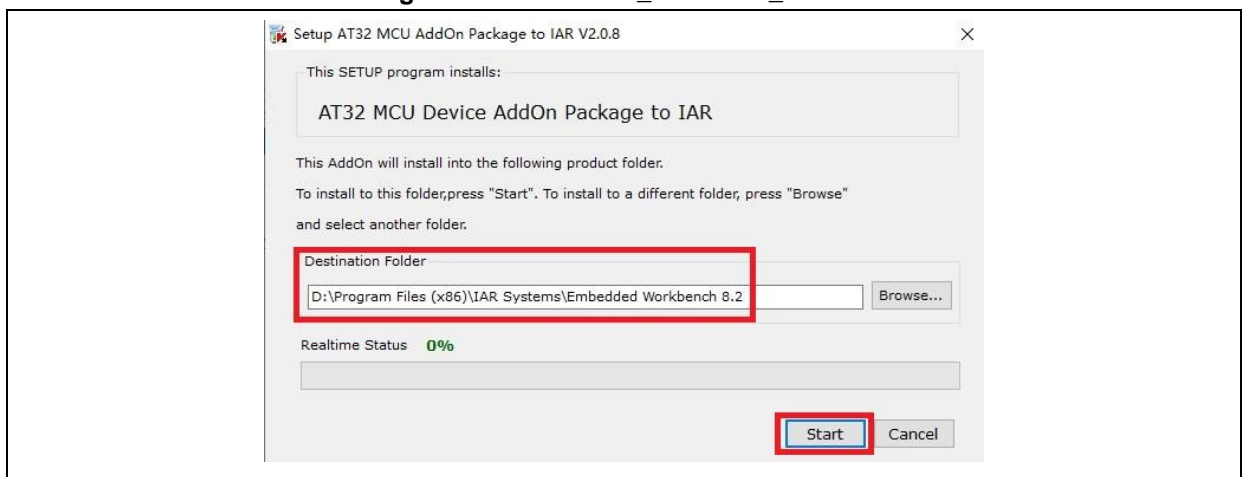 Setup AT32 MCU AddOn Package to IAR V2.0.8
This SETUP program installs:
AT32 MCU Device AddOn Package to IAR
This AddOn will install into the following product folder.
To install to this folder,press "Start". To install to a different folder, press "Browse"
and select another folder.
Destination Folder
D:\Program Files (x86)\IAR Systems\Embedded Workbench 8.2
Browse...
Realtime Status 0%
Start Cancel